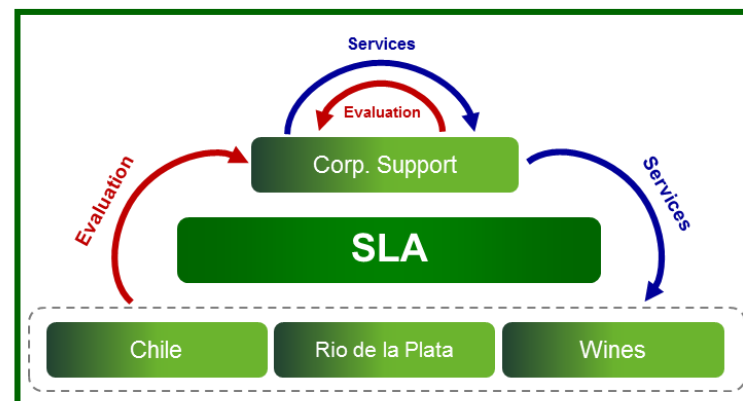 Services
Evaluation
Corp. Support
Evaluation
Services
SLA
Chile
Rio de la Plata
Wines